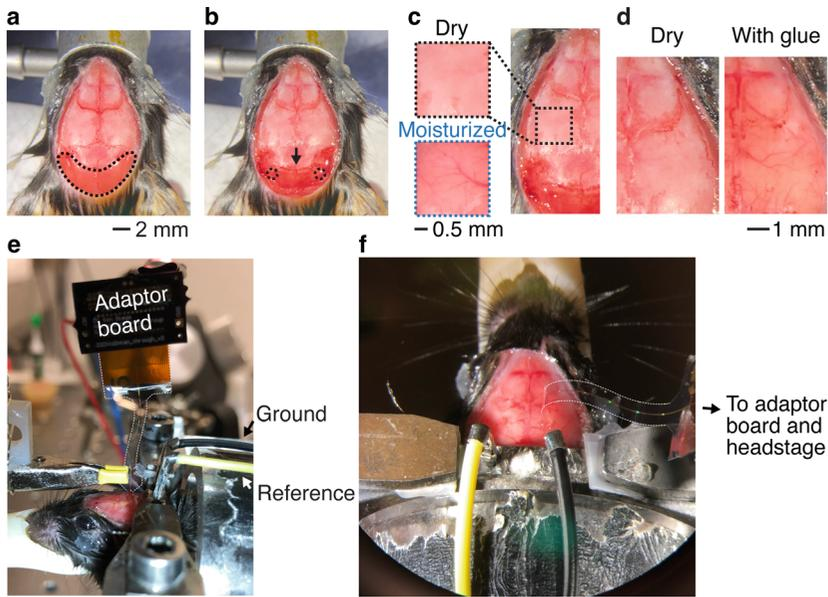 a
b
c
d
Dry
Moisturized
Dry
With glue
2 mm
0.5 mm
1 mm
e
f
Adaptor
board
Ground
Reference
To adaptor
board and
headstage